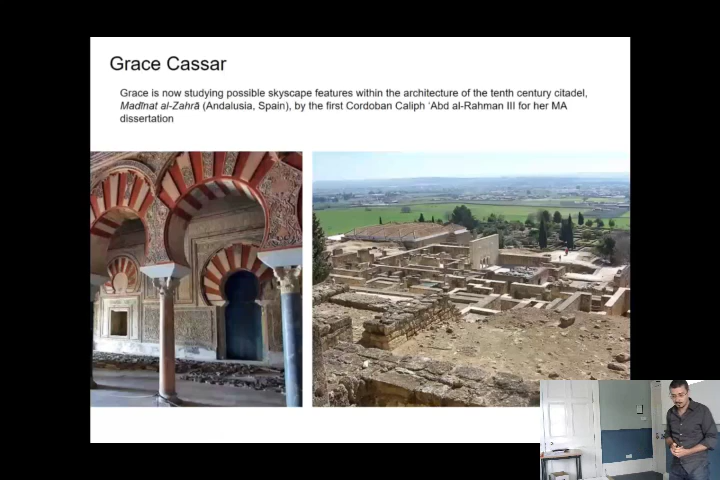 Grace Cassar
Grace is now studying possible skyscape features within the architecture of the tenth century citadel,
Madīnat al-Zahrā (Andalusia, Spain), by the first Cordoban Caliph ‘Abd al-Rahman III for her MA
dissertation